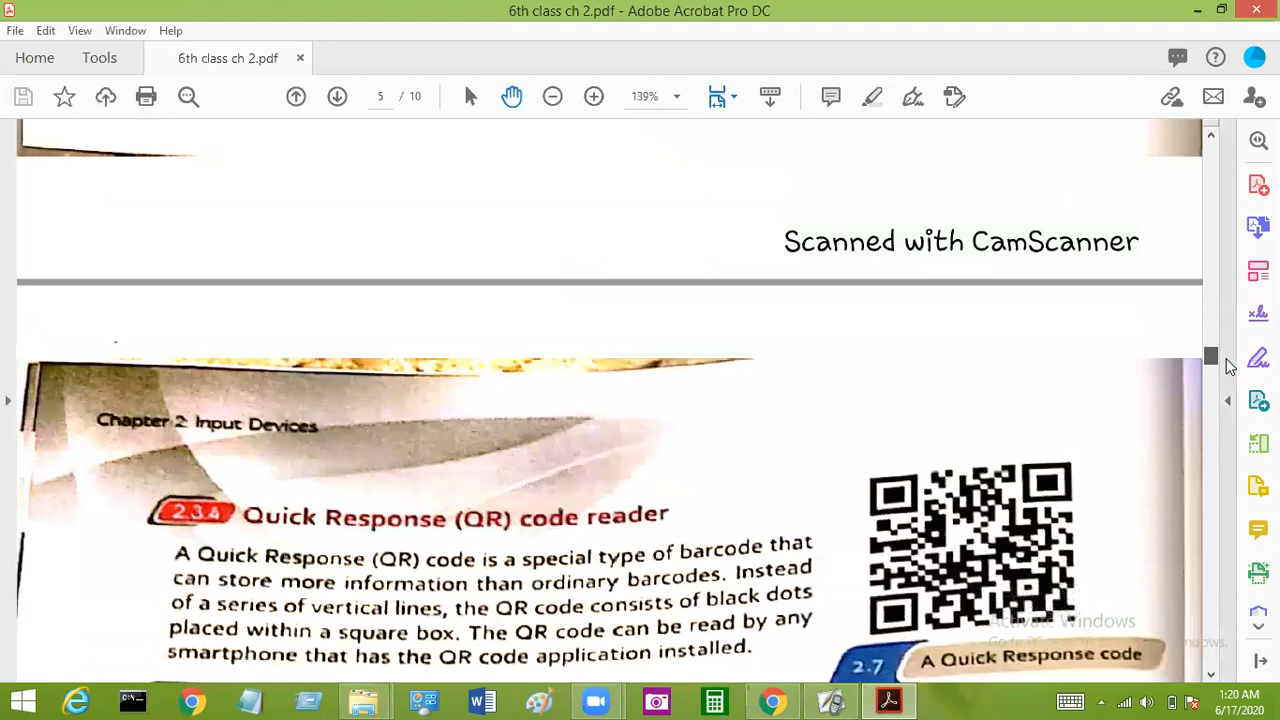 6th class ch 2.pdf - Adobe Acrobat Pro DC
File Edit View Window Help
Home Tools 6th class ch 2.pdf ×
5 / 10 139%
Scanned with CamScanner
Chapter 2 Input Devices
2.3.4 Quick Response (QR) code reader
A Quick Response (QR) code is a special type of barcode that
can store more information than ordinary barcodes. Instead
of a series of vertical lines, the QR code consists of black dots
placed within a square box. The QR code can be read by any
smartphone that has the QR code application installed.
2.7 A Quick Response code
Activate Windows
1:20 AM
6/17/2020